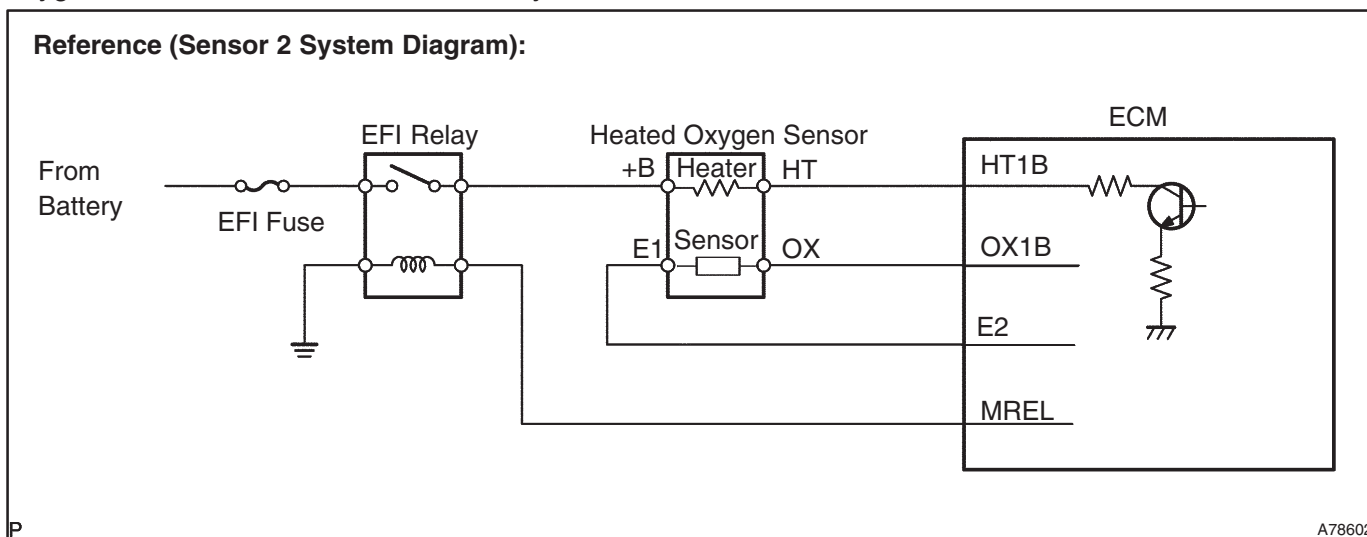 Reference (Sensor 2 System Diagram):
ECM
EFI Relay
Heated Oxygen Sensor
From
Battery
EFI Fuse
+B
Heater
HT
HT1B
E1
Sensor
OX
OX1B
E2
MREL
P
A78602